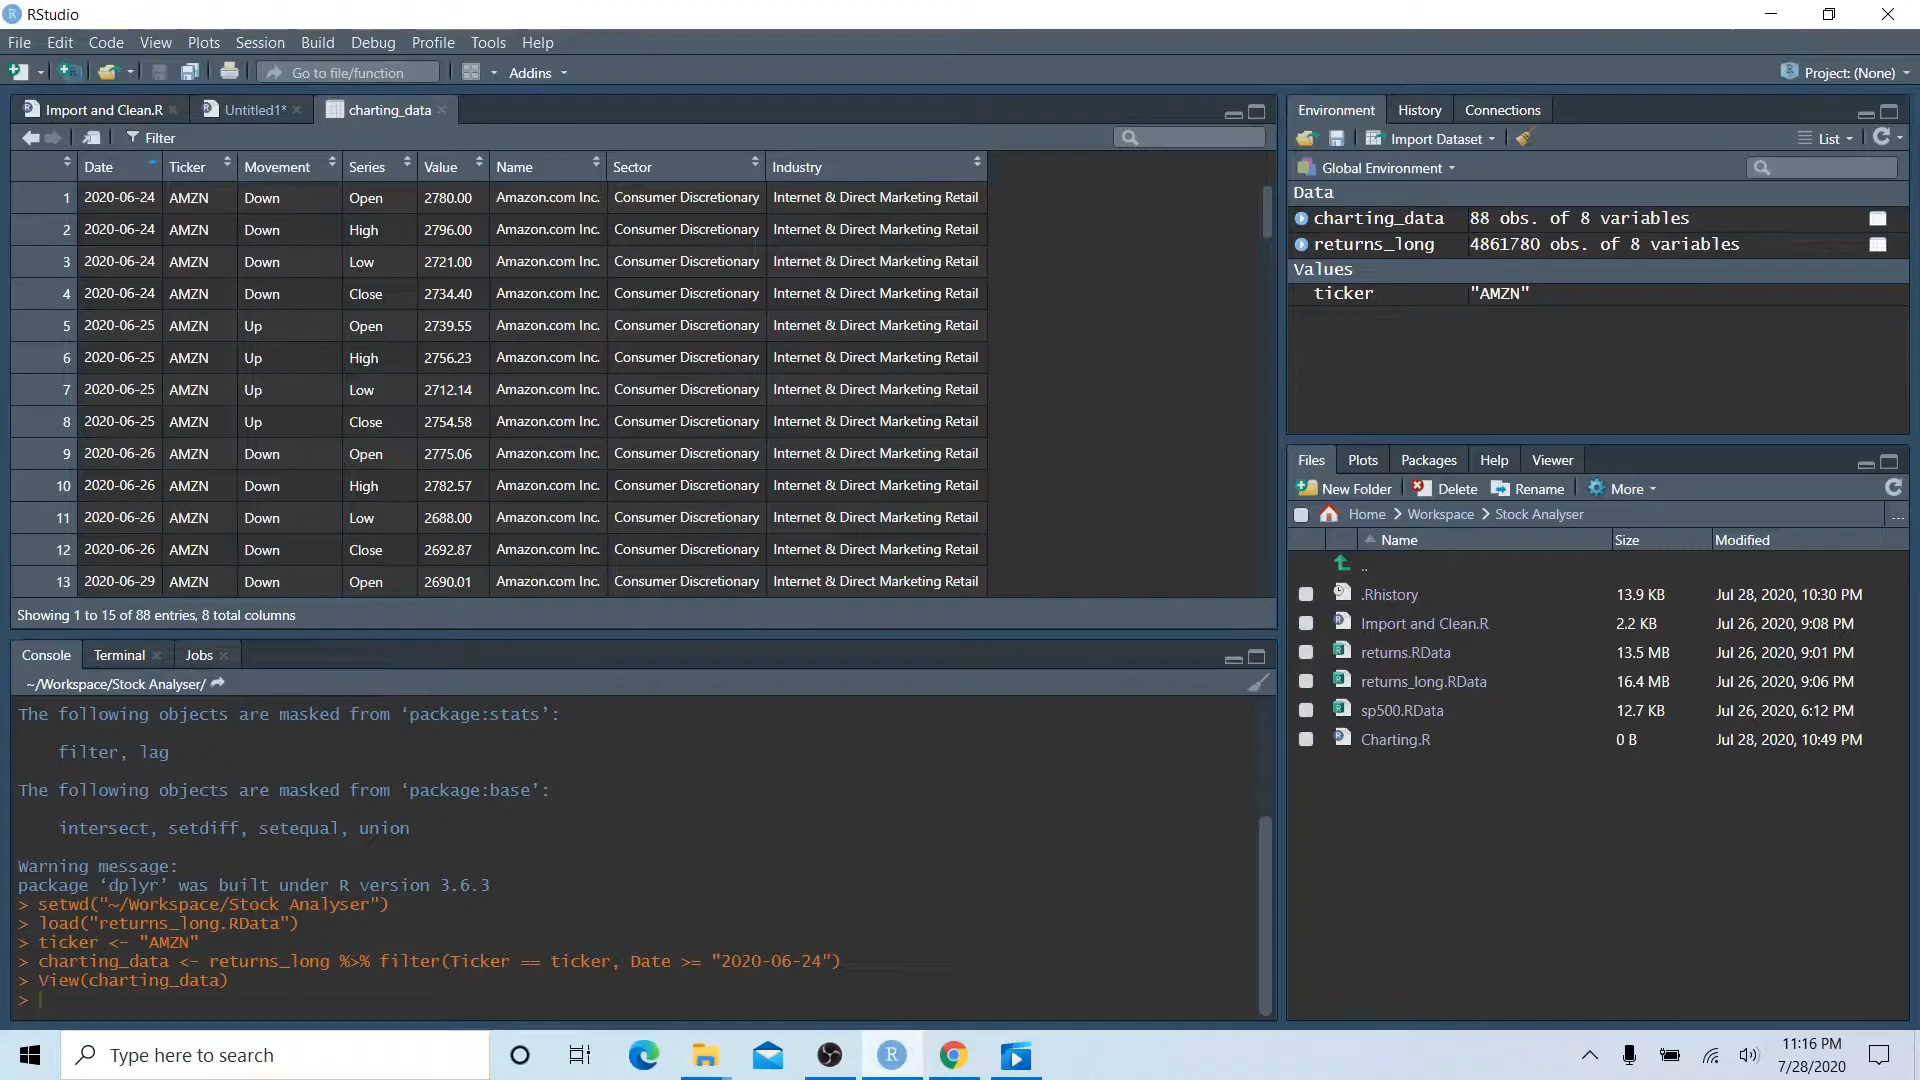 RStudio
File Edit Code View Plots Session Build Debug Profile Tools Help
Go to file/function Addins Project: (None)
Import and Clean.R Untitled1* charting_data
Filter
Date Ticker Movement Series Value Name Sector Industry
1 2020-06-24 AMZN Down Open 2780.00 Amazon.com Inc. Consumer Discretionary Internet & Direct Marketing Retail
2 2020-06-24 AMZN Down High 2796.00 Amazon.com Inc. Consumer Discretionary Internet & Direct Marketing Retail
3 2020-06-24 AMZN Down Low 2721.00 Amazon.com Inc. Consumer Discretionary Internet & Direct Marketing Retail
4 2020-06-24 AMZN Down Close 2734.40 Amazon.com Inc. Consumer Discretionary Internet & Direct Marketing Retail
5 2020-06-25 AMZN Up Open 2739.55 Amazon.com Inc. Consumer Discretionary Internet & Direct Marketing Retail
6 2020-06-25 AMZN Up High 2756.23 Amazon.com Inc. Consumer Discretionary Internet & Direct Marketing Retail
7 2020-06-25 AMZN Up Low 2712.14 Amazon.com Inc. Consumer Discretionary Internet & Direct Marketing Retail
8 2020-06-25 AMZN Up Close 2754.58 Amazon.com Inc. Consumer Discretionary Internet & Direct Marketing Retail
9 2020-06-26 AMZN Down Open 2775.06 Amazon.com Inc. Consumer Discretionary Internet & Direct Marketing Retail
10 2020-06-26 AMZN Down High 2782.57 Amazon.com Inc. Consumer Discretionary Internet & Direct Marketing Retail
11 2020-06-26 AMZN Down Low 2688.00 Amazon.com Inc. Consumer Discretionary Internet & Direct Marketing Retail
12 2020-06-26 AMZN Down Close 2692.87 Amazon.com Inc. Consumer Discretionary Internet & Direct Marketing Retail
13 2020-06-29 AMZN Down Open 2690.01 Amazon.com Inc. Consumer Discretionary Internet & Direct Marketing Retail
Showing 1 to 15 of 88 entries, 8 total columns
Console Terminal Jobs
~/Workspace/Stock Analyser/
The following objects are masked from ‘package:stats’:
filter, lag
The following objects are masked from ‘package:base’:
intersect, setdiff, setequal, union
Warning message:
package ‘dplyr’ was built under R version 3.6.3
> setwd("~/Workspace/Stock Analyser")
> load("returns_long.RData")
> ticker <- "AMZN"
> charting_data <- returns_long %>% filter(Ticker == ticker, Date >= "2020-06-24")
> View(charting_data)
>
Environment History Connections
Import Dataset List
Global Environment
Data
charting_data 88 obs. of 8 variables
returns_long 4861780 obs. of 8 variables
Values
ticker "AMZN"
Files Plots Packages Help Viewer
New Folder Delete Rename More
Home > Workspace > Stock Analyser ...
Name Size Modified
..
.Rhistory 13.9 KB Jul 28, 2020, 10:30 PM
Import and Clean.R 2.2 KB Jul 26, 2020, 9:08 PM
returns.RData 13.5 MB Jul 26, 2020, 9:01 PM
returns_long.RData 16.4 MB Jul 26, 2020, 9:06 PM
sp500.RData 12.7 KB Jul 26, 2020, 6:12 PM
Charting.R 0 B Jul 28, 2020, 10:49 PM
Type here to search
11:16 PM
7/28/2020